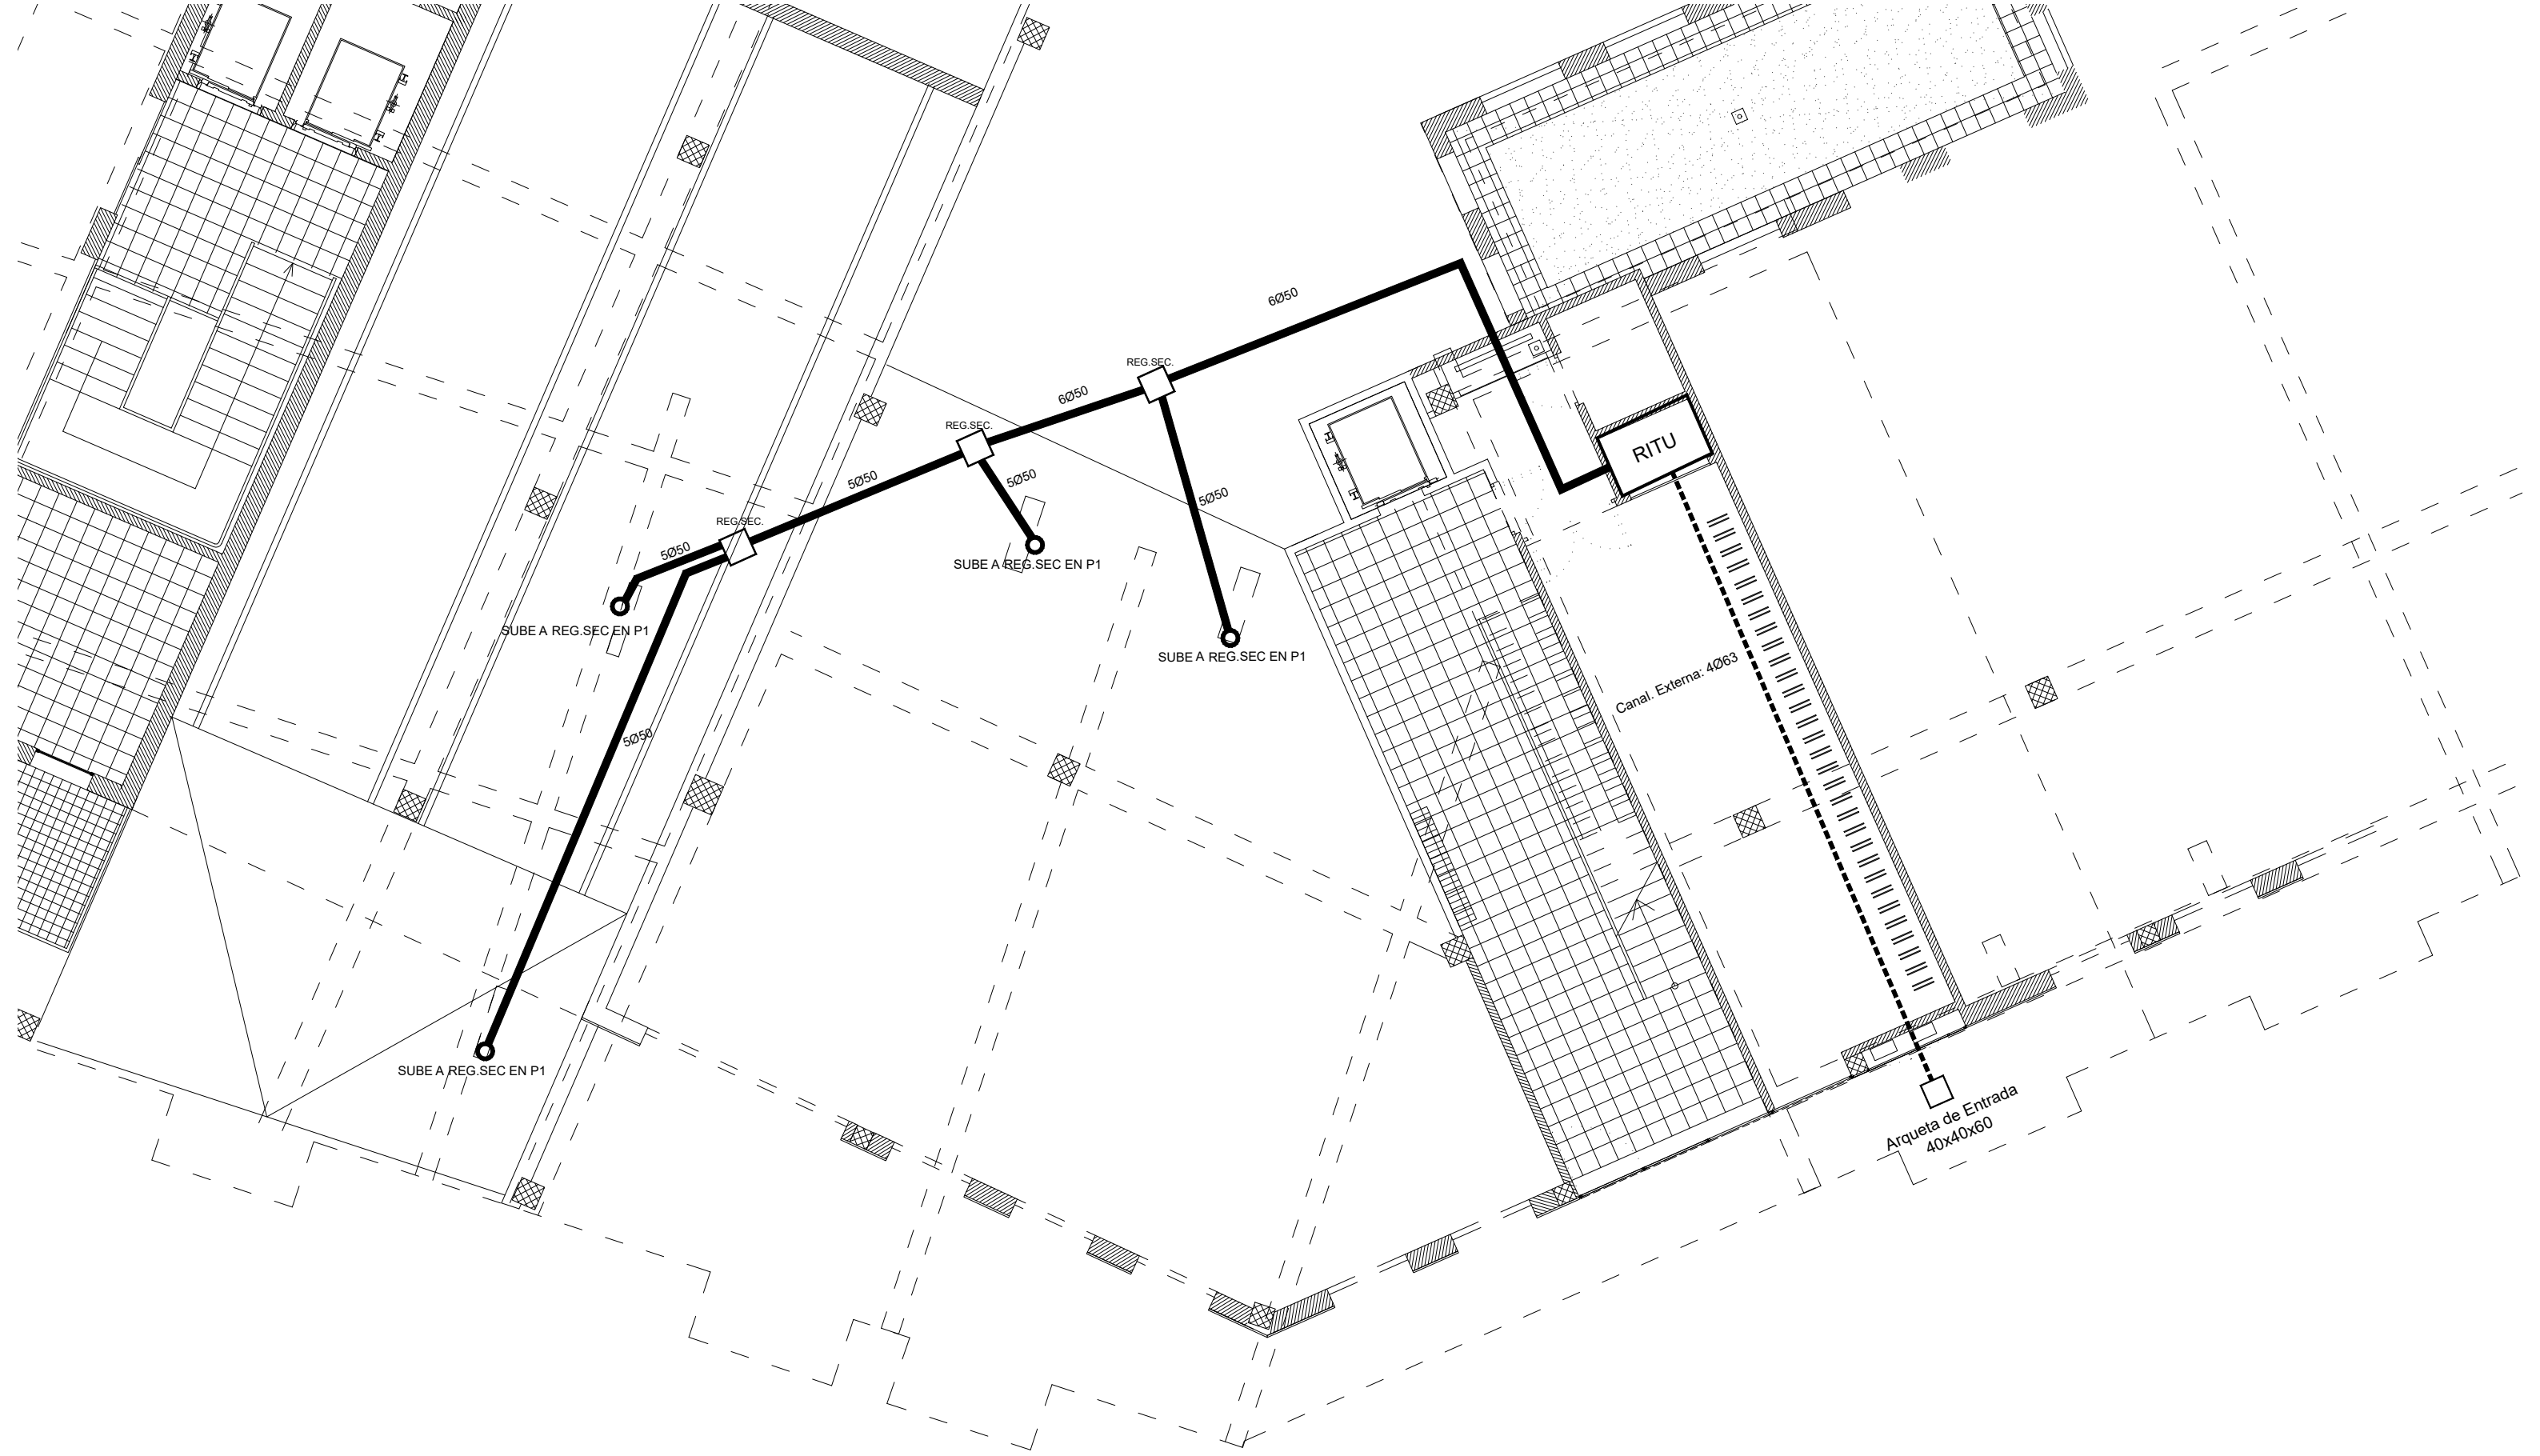 6Ø50
REG.SEC.
6Ø50
REG.SEC.
RITU
5Ø50
5Ø50
5Ø50
REG.SEC.
5Ø50
SUBE A REG.SEC EN P1
SUBE A REG.SEC EN P1
SUBE A REG.SEC EN P1
Canal. Externa: 4Ø63
5Ø50
SUBE A REG.SEC EN P1
Arqueta de Entrada
40x40x60